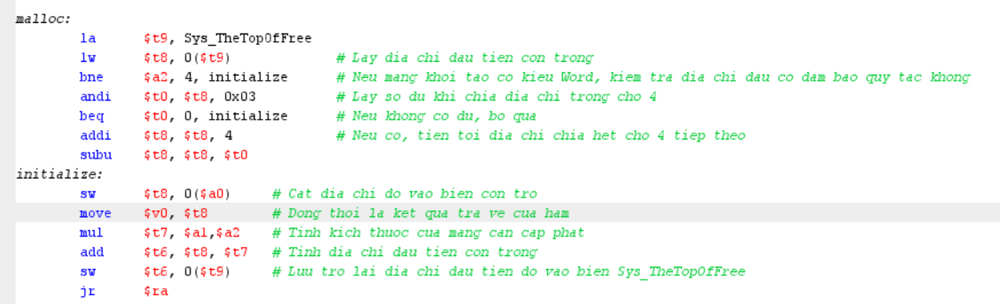 malloc:
la $t9, Sys_TheTopOfFree
lw $t8, 0($t9) # Lay dia chi dau tien con trong
bne $a2, 4, initialize # Neu mang khoi tao co kieu Word, kiem tra dia chi dau co dam bao quy tac khong
andi $t0, $t8, 0x03 # Lay so du khi chia dia chi trong cho 4
beq $t0, 0, initialize # Neu khong co du, bo qua
addi $t8, $t8, 4 # Neu co, tien toi dia chi chia het cho 4 tiep theo
subu $t8, $t8, $t0
initialize:
sw $t8, 0($a0) # Cat dia chi do vao bien con tro
move $v0, $t8 # Dong thoi la ket qua tra ve cua ham
mul $t7, $a1,$a2 # Tinh kich thuoc cua mang can cap phat
add $t6, $t8, $t7 # Tinh dia chi dau tien con trong
sw $t6, 0($t9) # Luu tro lai dia chi dau tien do vao bien Sys_TheTopOfFree
jr $ra